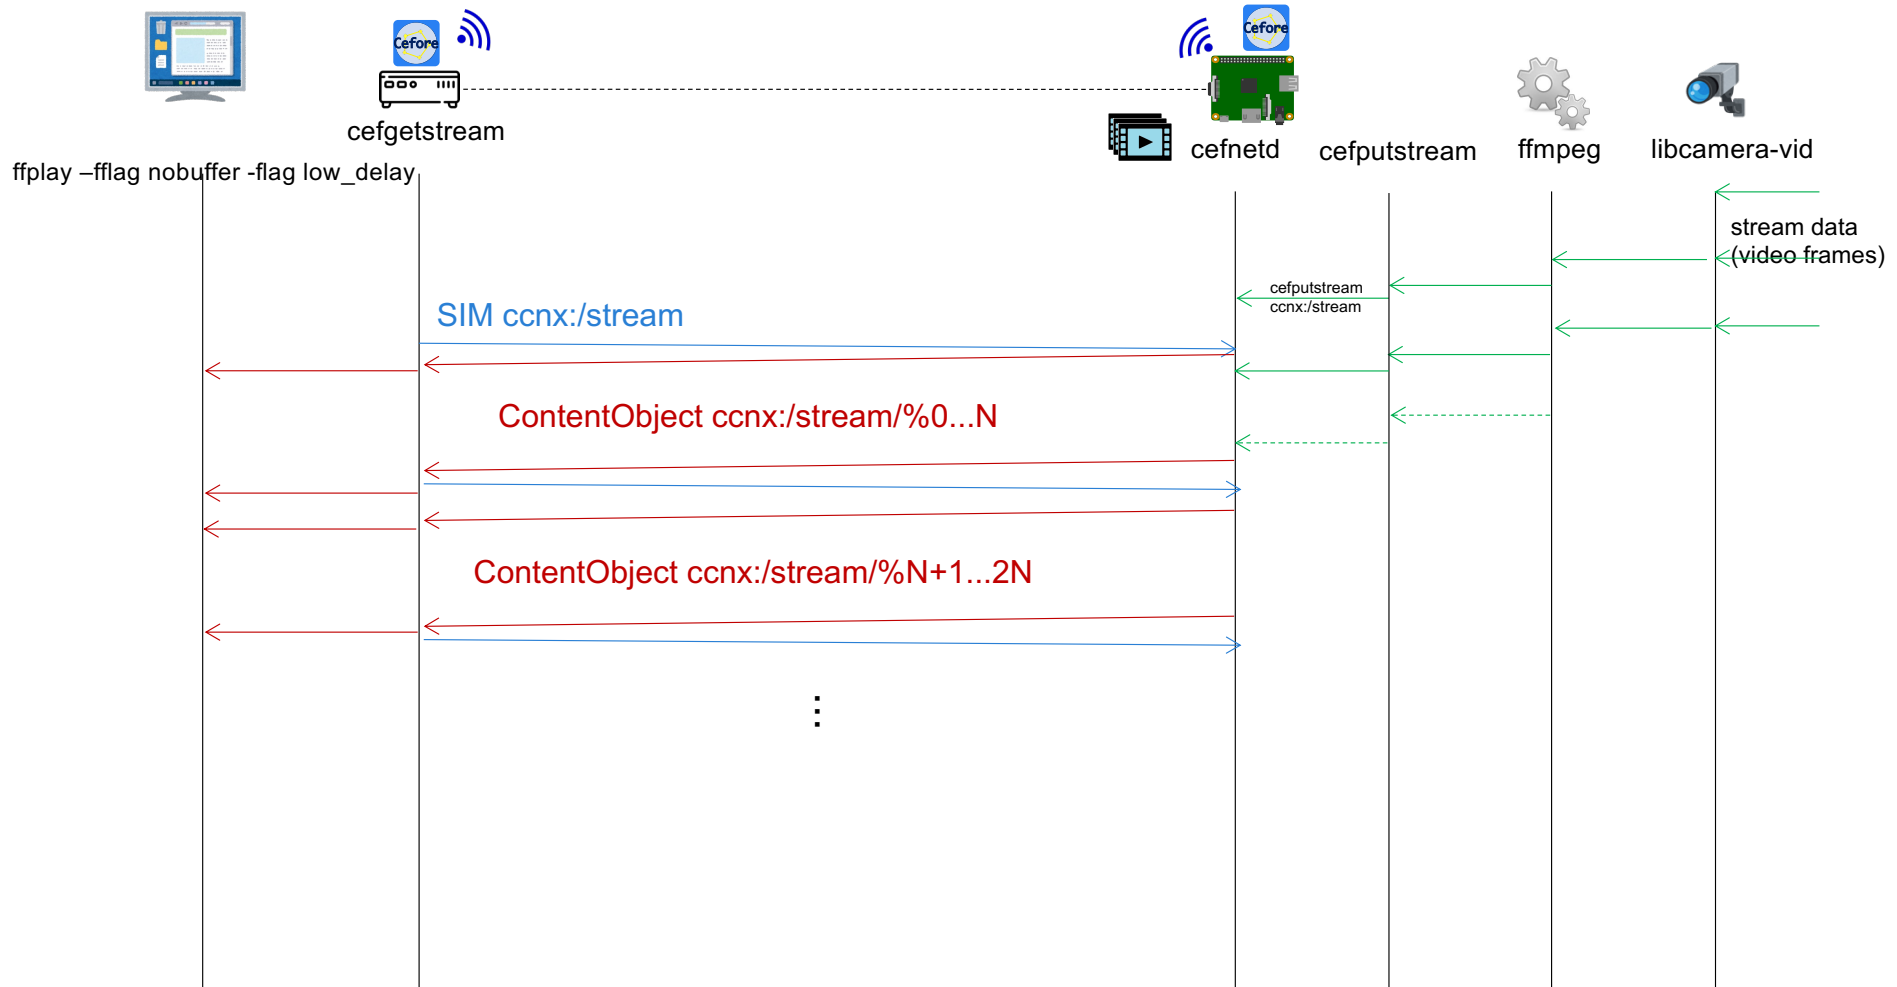 Cefore
Cefore
cefgetstream
cefnetd
cefputstream
ffmpeg
libcamera-vid
ffplay –fflag nobuffer -flag low_delay
stream data
(video frames)
cefputstream
ccnx:/stream
SIM ccnx:/stream
ContentObject ccnx:/stream/%0...N
ContentObject ccnx:/stream/%N+1...2N
⋮